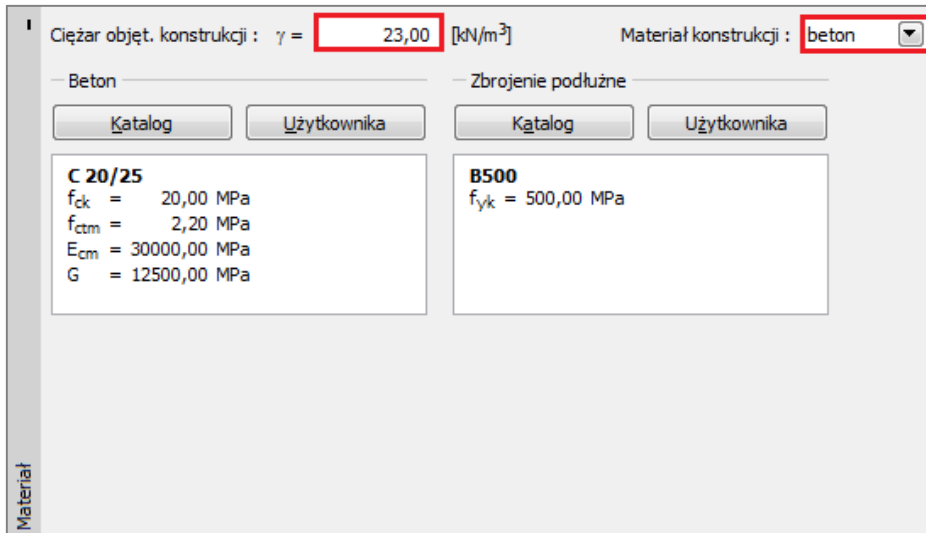 Ciężar objęt. konstrukcji : γ = 23,00 [kN/m³] Materiał konstrukcji : beton
Beton
Katalog Użytkownika
C 20/25
fck = 20,00 MPa
fctm = 2,20 MPa
Ecm = 30000,00 MPa
G = 12500,00 MPa
Zbrojenie podłużne
Katalog Użytkownika
B500
fyk = 500,00 MPa
Materiał